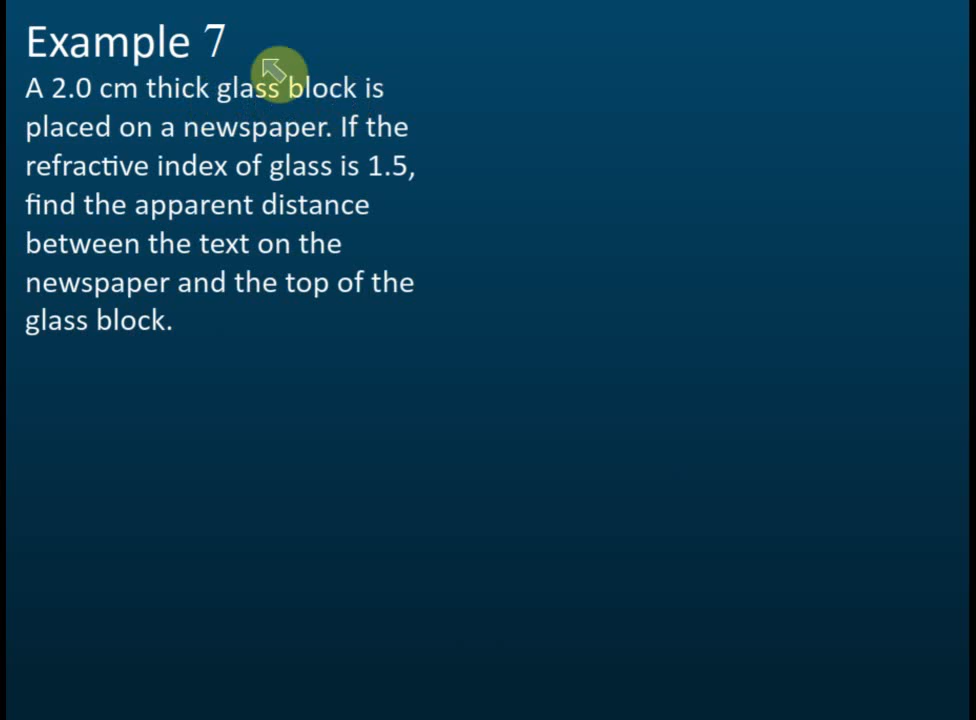 Example 7
A 2.0 cm thick glass block is
placed on a newspaper. If the
refractive index of glass is 1.5,
find the apparent distance
between the text on the
newspaper and the top of the
glass block.